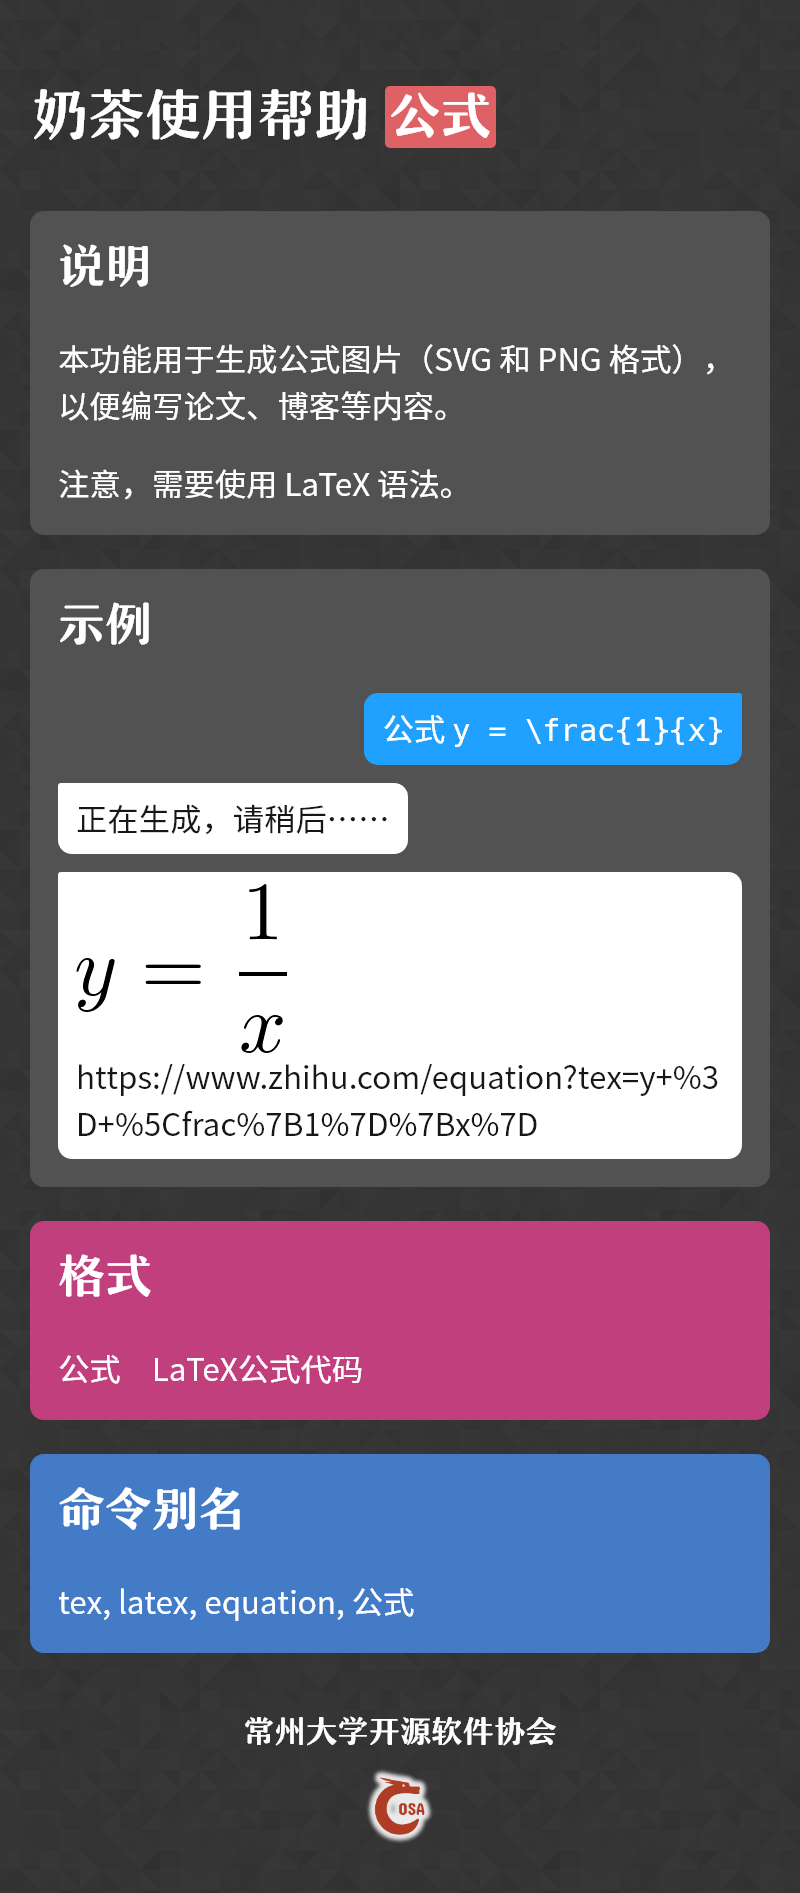 奶茶使用帮助 公式
说明
本功能用于生成公式图片（SVG 和 PNG 格式），
以便编写论文、博客等内容。
注意，需要使用 LaTeX 语法。
示例
公式 y = \frac{1}{x}
正在生成，请稍后……
y = \frac{1}{x}
https://www.zhihu.com/equation?tex=y+%3
D+%5Cfrac%7B1%7D%7Bx%7D
格式
公式　LaTeX公式代码
命令别名
tex, latex, equation, 公式
常州大学开源软件协会
COSA